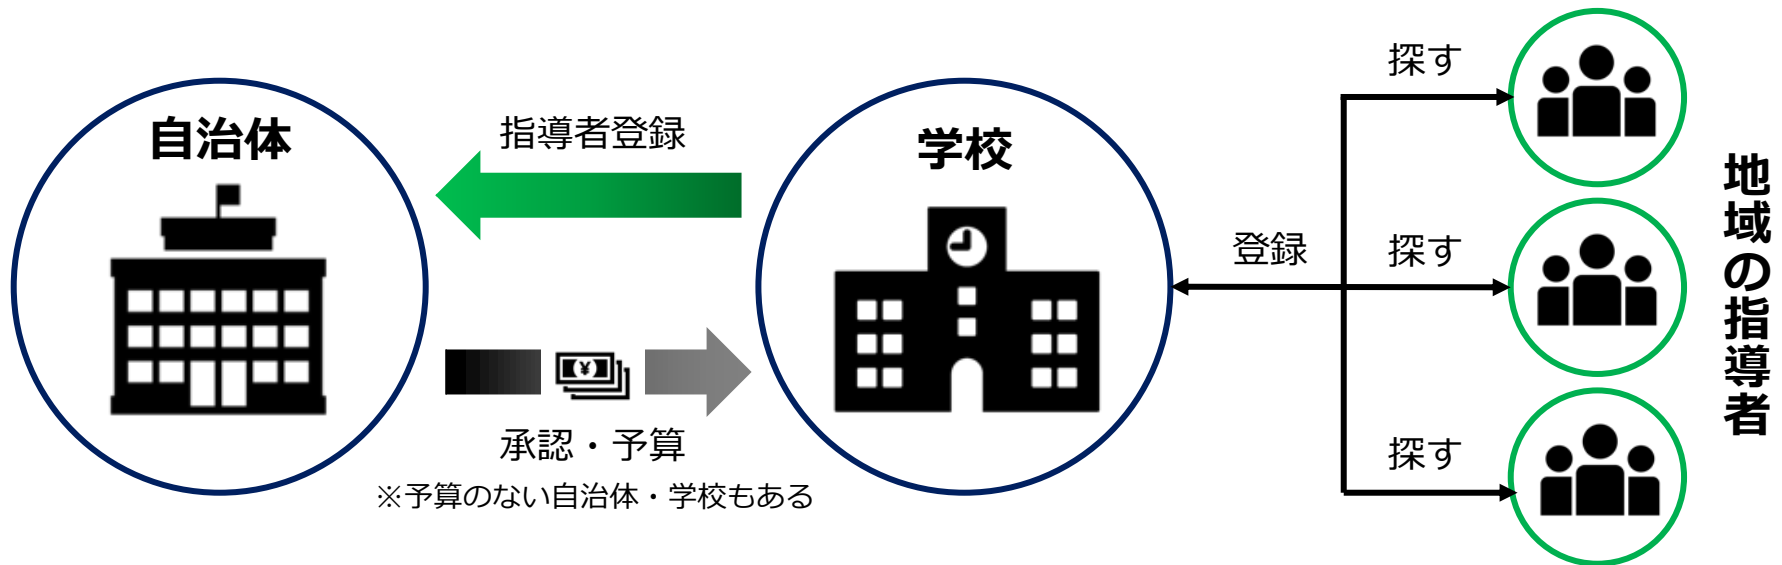 自治体
指導者登録
承認・予算
※予算のない自治体・学校もある
学校
登録
探す
探す
探す
地域の指導者